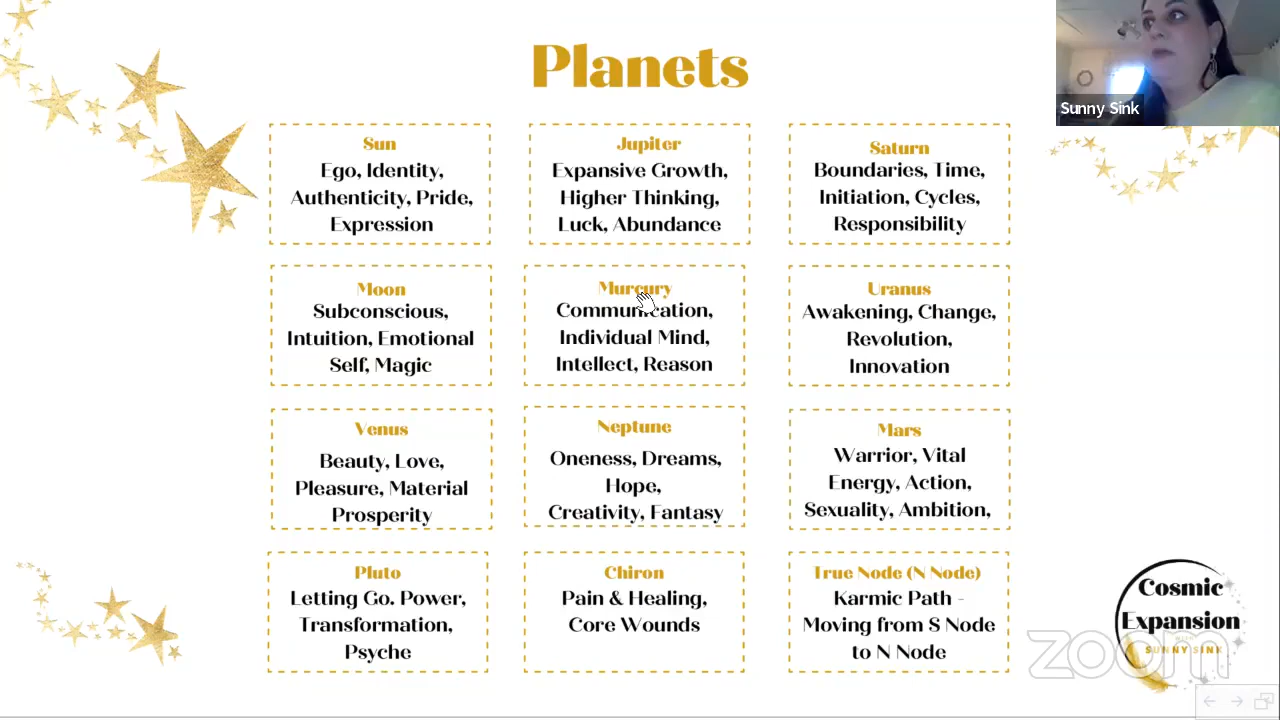 Planets
Sunny Sink
Sun
Ego, Identity,
Authenticity, Pride,
Expression
Jupiter
Expansive Growth,
Higher Thinking,
Luck, Abundance
Saturn
Boundaries, Time,
Initiation, Cycles,
Responsibility
Moon
Subconscious,
Intuition, Emotional
Self, Magic
Murcury
Communication,
Individual Mind,
Intellect, Reason
Uranus
Awakening, Change,
Revolution,
Innovation
Venus
Beauty, Love,
Pleasure, Material
Prosperity
Neptune
Oneness, Dreams,
Hope,
Creativity, Fantasy
Mars
Warrior, Vital
Energy, Action,
Sexuality, Ambition,
Pluto
Letting Go. Power,
Transformation,
Psyche
Chiron
Pain & Healing,
Core Wounds
True Node (N Node)
Karmic Path -
Moving from S Node
to N Node
Cosmic
Expansion
SUNNY SINK
zoom